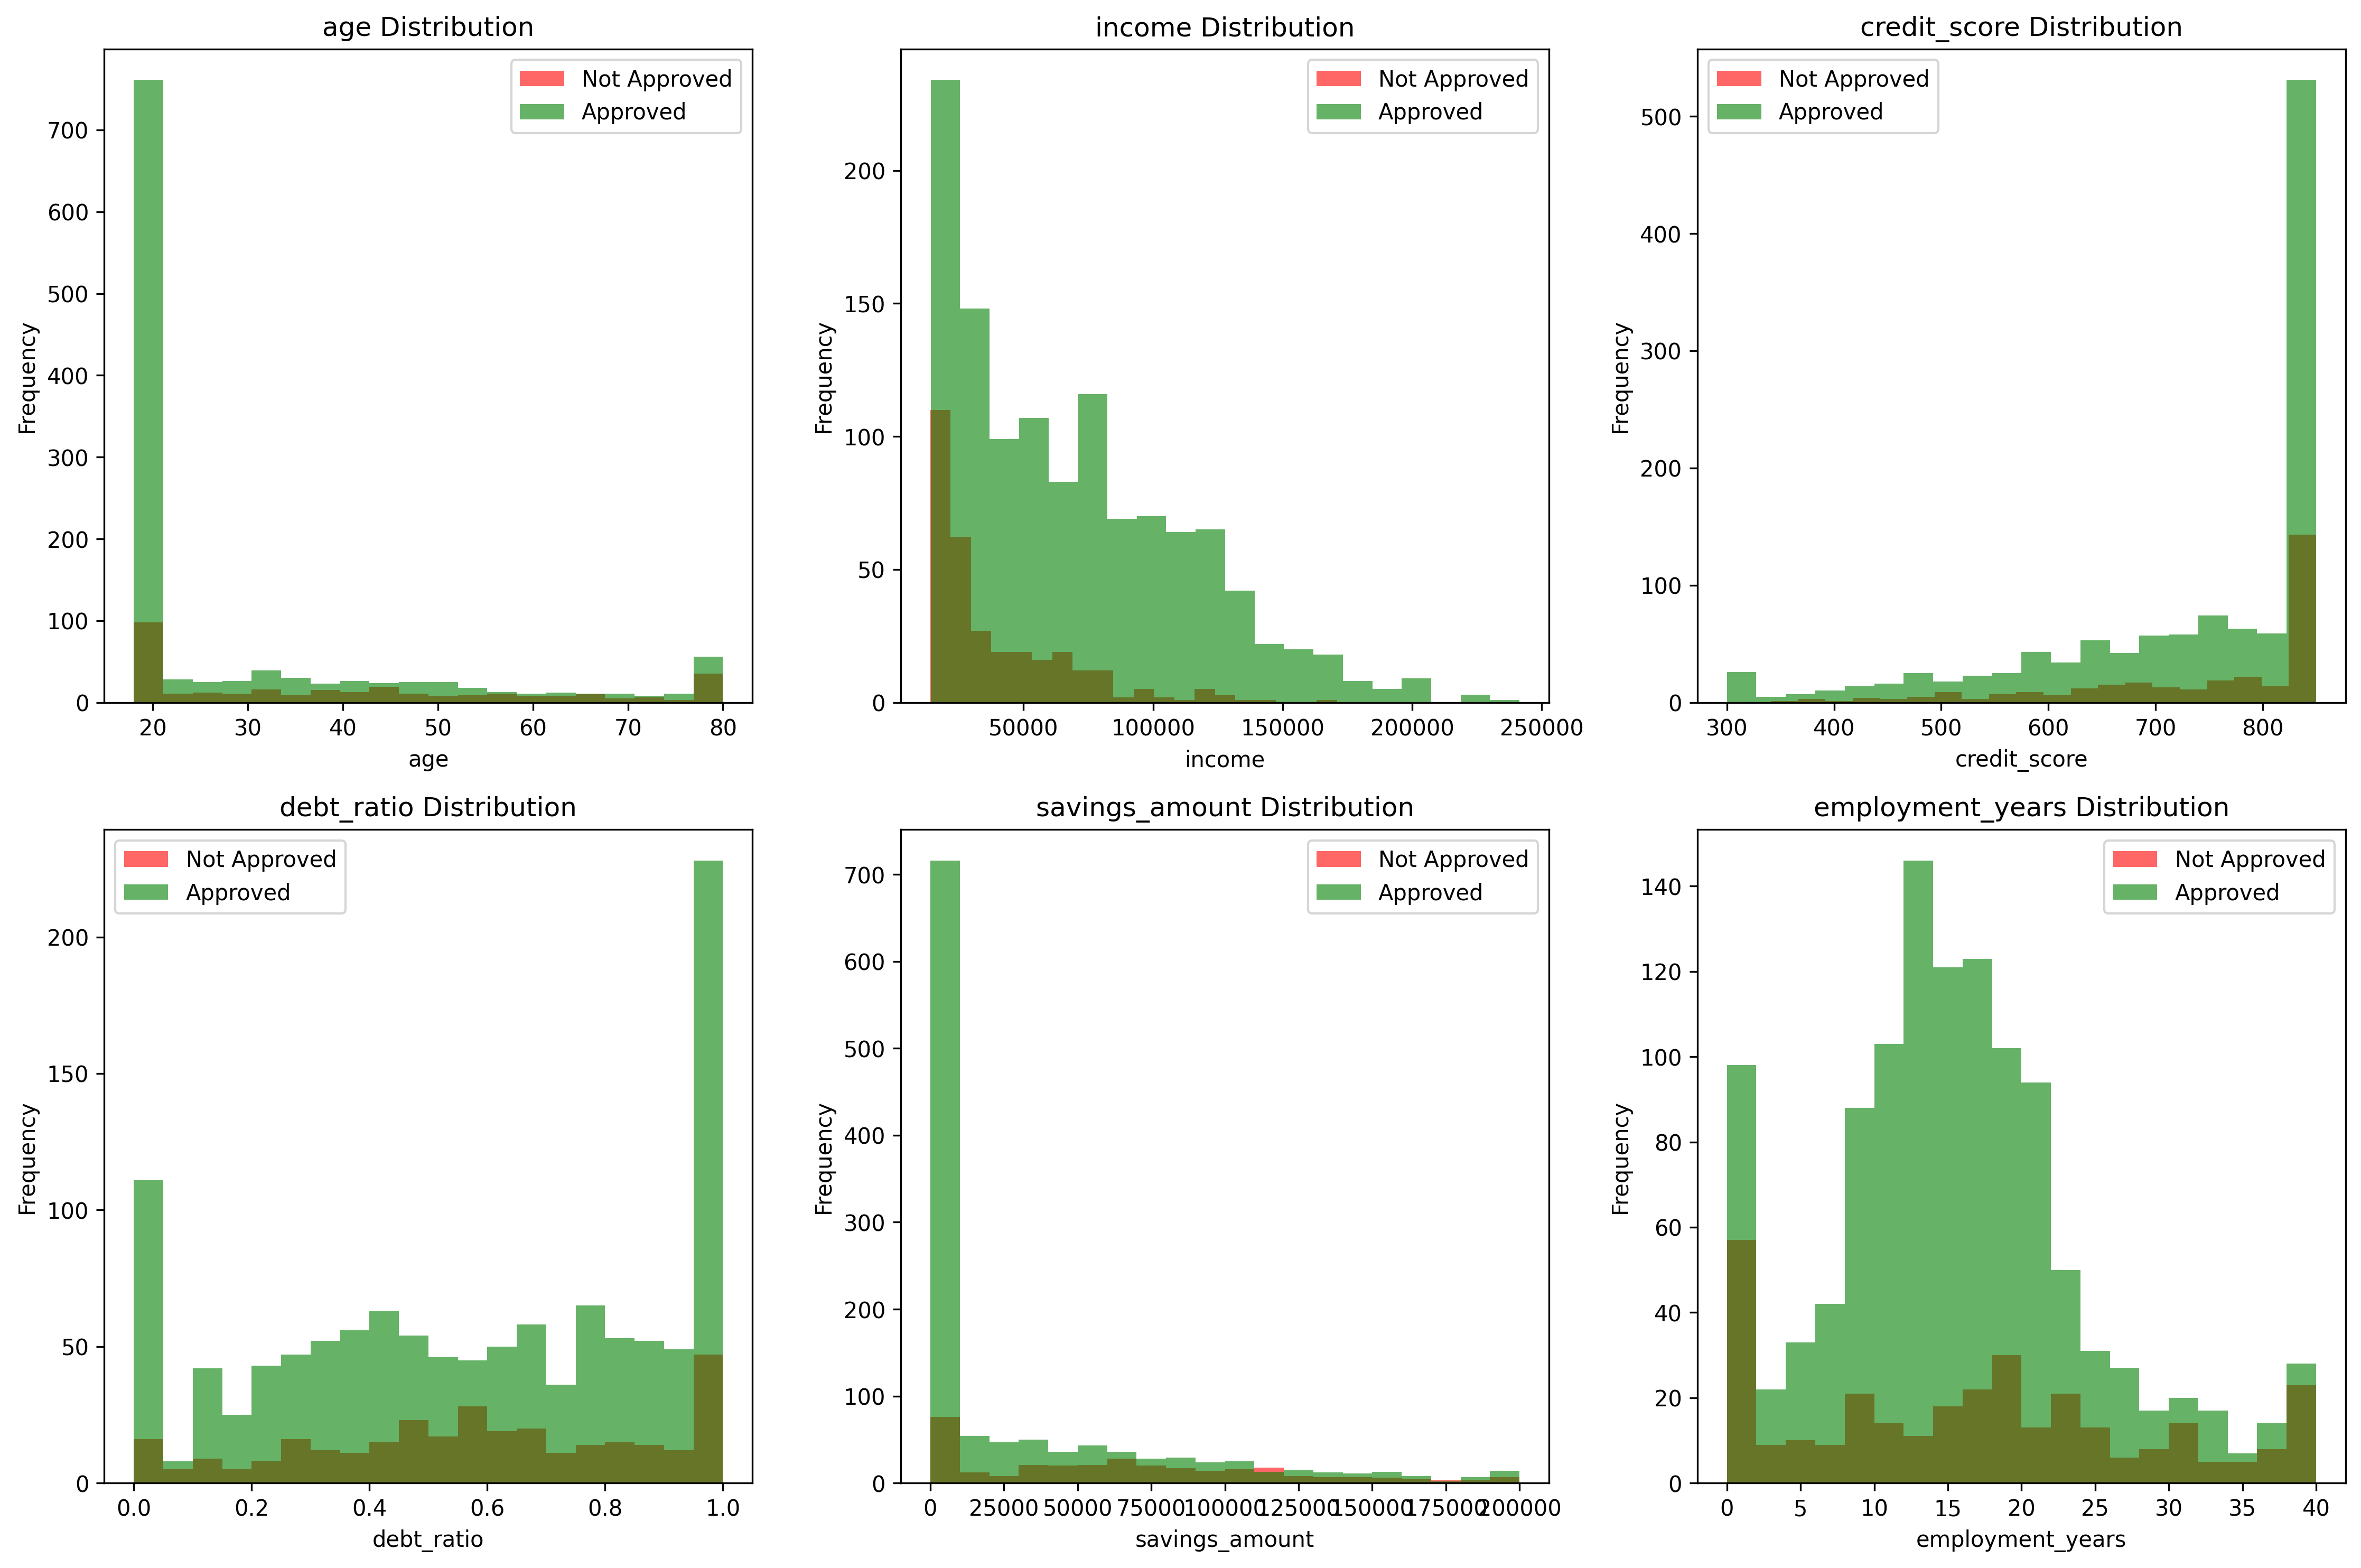 age Distribution
Not Approved
Approved
Frequency
0
100
200
300
400
500
600
700
20
30
40
50
60
70
80
age
income Distribution
Not Approved
Approved
Frequency
0
50
100
150
200
50000
100000
150000
200000
250000
income
credit_score Distribution
Not Approved
Approved
Frequency
0
100
200
300
400
500
300
400
500
600
700
800
credit_score
debt_ratio Distribution
Not Approved
Approved
Frequency
0
50
100
150
200
0.0
0.2
0.4
0.6
0.8
1.0
debt_ratio
savings_amount Distribution
Not Approved
Approved
Frequency
0
100
200
300
400
500
600
700
0
25000
50000
75000
100000
125000
150000
175000
200000
savings_amount
employment_years Distribution
Not Approved
Approved
Frequency
0
20
40
60
80
100
120
140
0
5
10
15
20
25
30
35
40
employment_years